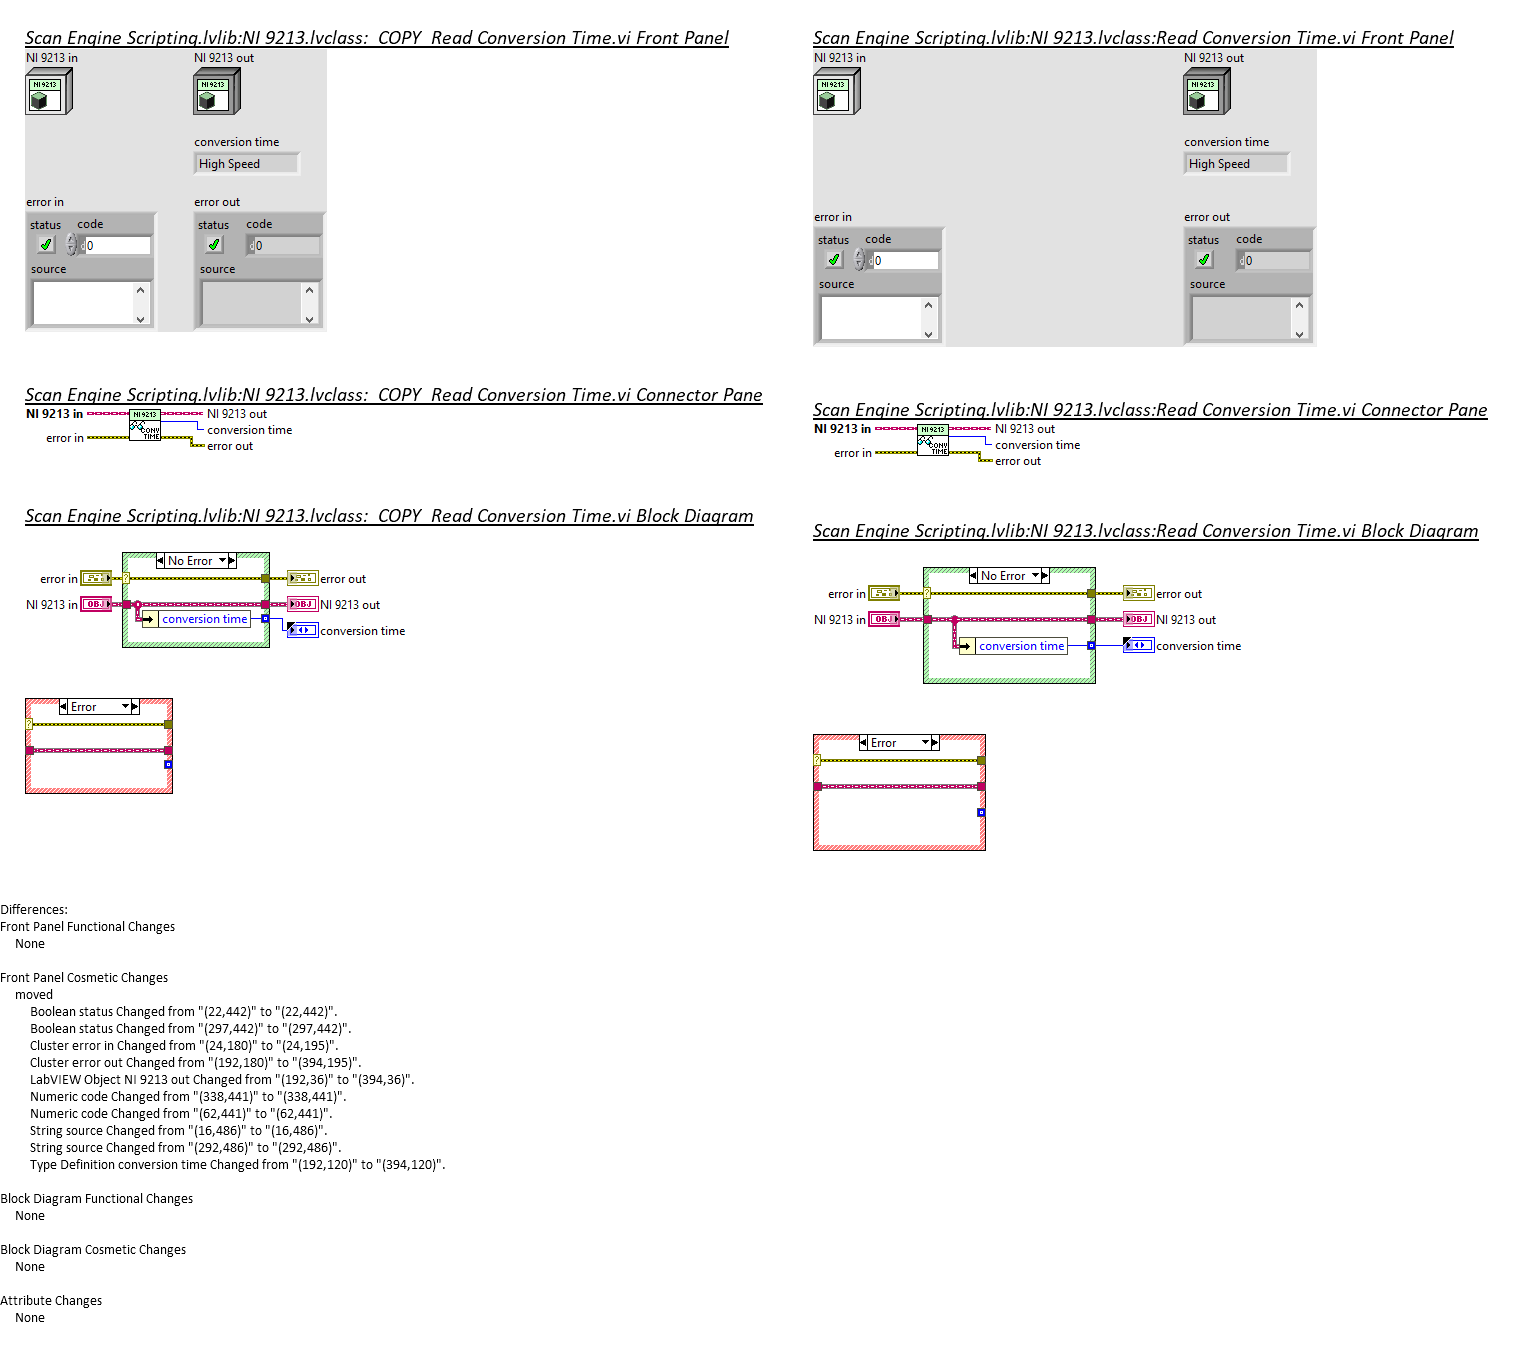 Scan Engine Scripting.lvlib:NI 9213.lvclass:_COPY_Read Conversion Time.vi Front Panel
NI 9213 in
NI 9213 out
NI 9213
NI 9213
conversion time
High Speed
error in
error out
status
code
status
code
0
0
source
source
Scan Engine Scripting.lvlib:NI 9213.lvclass:_COPY_Read Conversion Time.vi Connector Pane
NI 9213 in
NI 9213
NI 9213 out
CONV
TIME
conversion time
error in
error out
Scan Engine Scripting.lvlib:NI 9213.lvclass:_COPY_Read Conversion Time.vi Block Diagram
No Error
error in
?
error out
NI 9213 in
OBJ
OBJ
NI 9213 out
conversion time
conversion time
Error
?
Scan Engine Scripting.lvlib:NI 9213.lvclass:Read Conversion Time.vi Front Panel
NI 9213 in
NI 9213 out
NI 9213
NI 9213
conversion time
High Speed
error in
error out
status
code
status
code
0
0
source
source
Scan Engine Scripting.lvlib:NI 9213.lvclass:Read Conversion Time.vi Connector Pane
NI 9213 in
NI 9213
NI 9213 out
CONV
TIME
conversion time
error in
error out
Scan Engine Scripting.lvlib:NI 9213.lvclass:Read Conversion Time.vi Block Diagram
No Error
error in
?
error out
NI 9213 in
OBJ
OBJ
NI 9213 out
conversion time
conversion time
Error
?
Differences:
Front Panel Functional Changes
None
Front Panel Cosmetic Changes
moved
Boolean status Changed from "(22,442)" to "(22,442)".
Boolean status Changed from "(297,442)" to "(297,442)".
Cluster error in Changed from "(24,180)" to "(24,195)".
Cluster error out Changed from "(192,180)" to "(394,195)".
LabVIEW Object NI 9213 out Changed from "(192,36)" to "(394,36)".
Numeric code Changed from "(338,441)" to "(338,441)".
Numeric code Changed from "(62,441)" to "(62,441)".
String source Changed from "(16,486)" to "(16,486)".
String source Changed from "(292,486)" to "(292,486)".
Type Definition conversion time Changed from "(192,120)" to "(394,120)".
Block Diagram Functional Changes
None
Block Diagram Cosmetic Changes
None
Attribute Changes
None